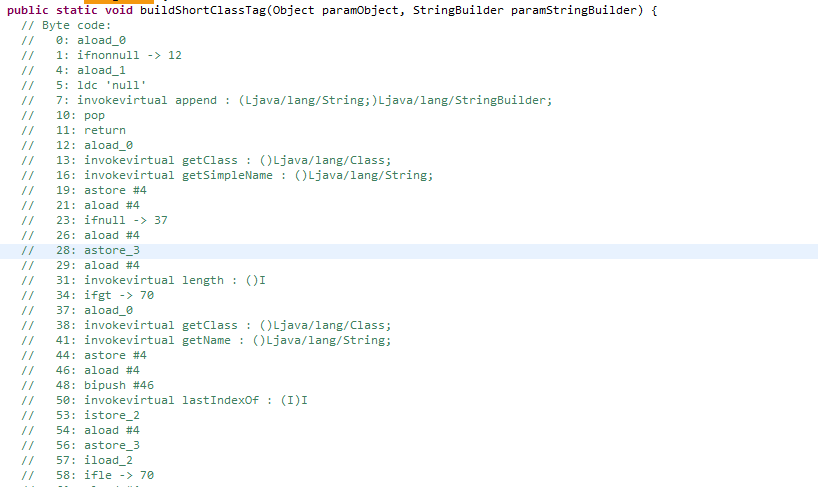 public static void buildShortClassTag(Object paramObject, StringBuilder paramStringBuilder) {
// Byte code:
//   0: aload_0
//   1: ifnonnull -> 12
//   4: aload_1
//   5: ldc 'null'
//   7: invokevirtual append : (Ljava/lang/String;)Ljava/lang/StringBuilder;
//   10: pop
//   11: return
//   12: aload_0
//   13: invokevirtual getClass : ()Ljava/lang/Class;
//   16: invokevirtual getSimpleName : ()Ljava/lang/String;
//   19: astore #4
//   21: aload #4
//   23: ifnull -> 37
//   26: aload #4
//   28: astore_3
//   29: aload #4
//   31: invokevirtual length : ()I
//   34: ifgt -> 70
//   37: aload_0
//   38: invokevirtual getClass : ()Ljava/lang/Class;
//   41: invokevirtual getName : ()Ljava/lang/String;
//   44: astore #4
//   46: aload #4
//   48: bipush #46
//   50: invokevirtual lastIndexOf : (I)I
//   53: istore_2
//   54: aload #4
//   56: astore_3
//   57: iload_2
//   58: ifle -> 70